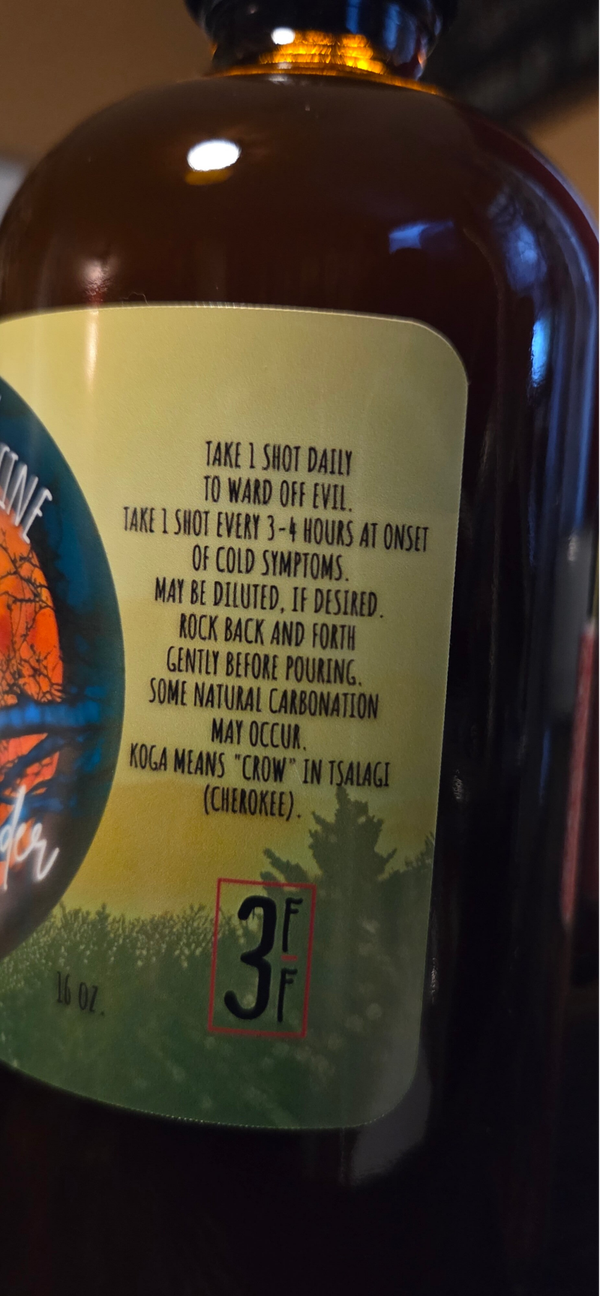 TAKE 1 SHOT DAILY
TO WARD OFF EVIL.
TAKE 1 SHOT EVERY 3-4 HOURS AT ONSET
OF COLD SYMPTOMS.
MAY BE DILUTED, IF DESIRED.
ROCK BACK AND FORTH
GENTLY BEFORE POURING.
SOME NATURAL CARBONATION
MAY OCCUR.
KOGA MEANS "CROW" IN TSALAGI
(CHEROKEE).
3FF
16 OZ.